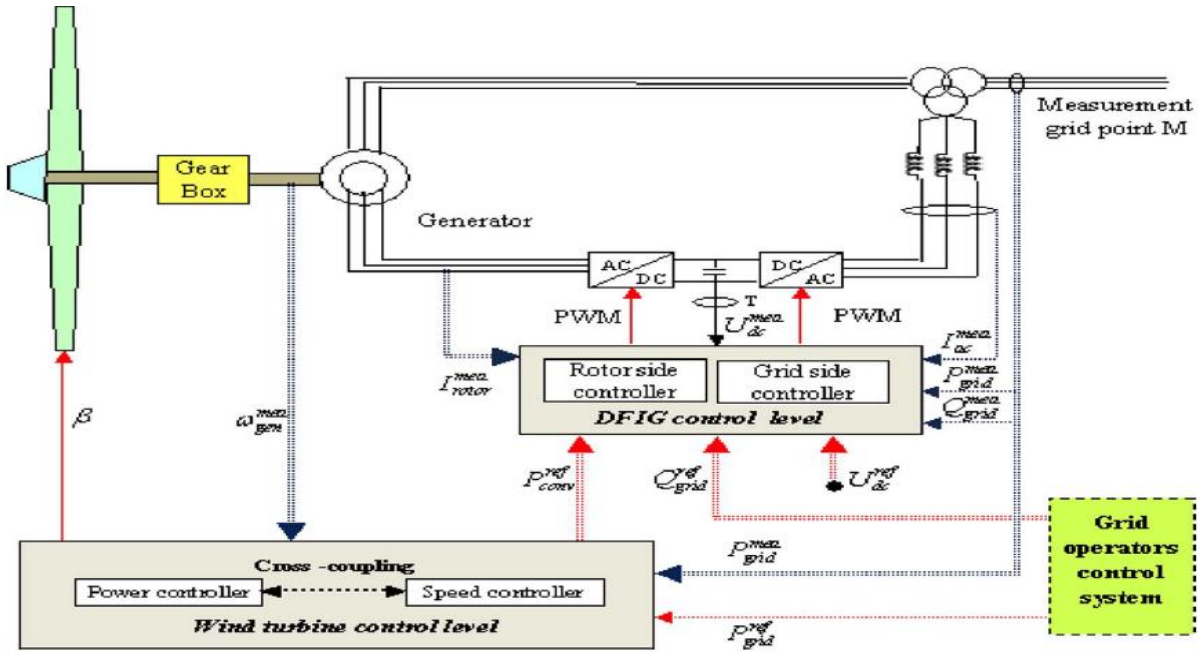 Gear
Box
Measurement
grid point M
Generator
AC
DC
DC
AC
T
PWM
U_dc^mea
PWM
I_rotor^mea
Rotor side
controller
Grid side
controller
DFIG control level
I_ac^mea
P_grid^mea
Q_grid^mea
β
ω_gen^mea
P_conv^ref
Q_grid^ref
U_dc^ref
Grid
operators
control
system
Cross -coupling
Power controller
Speed controller
Wind turbine control level
P_grid^mea
P_grid^ref